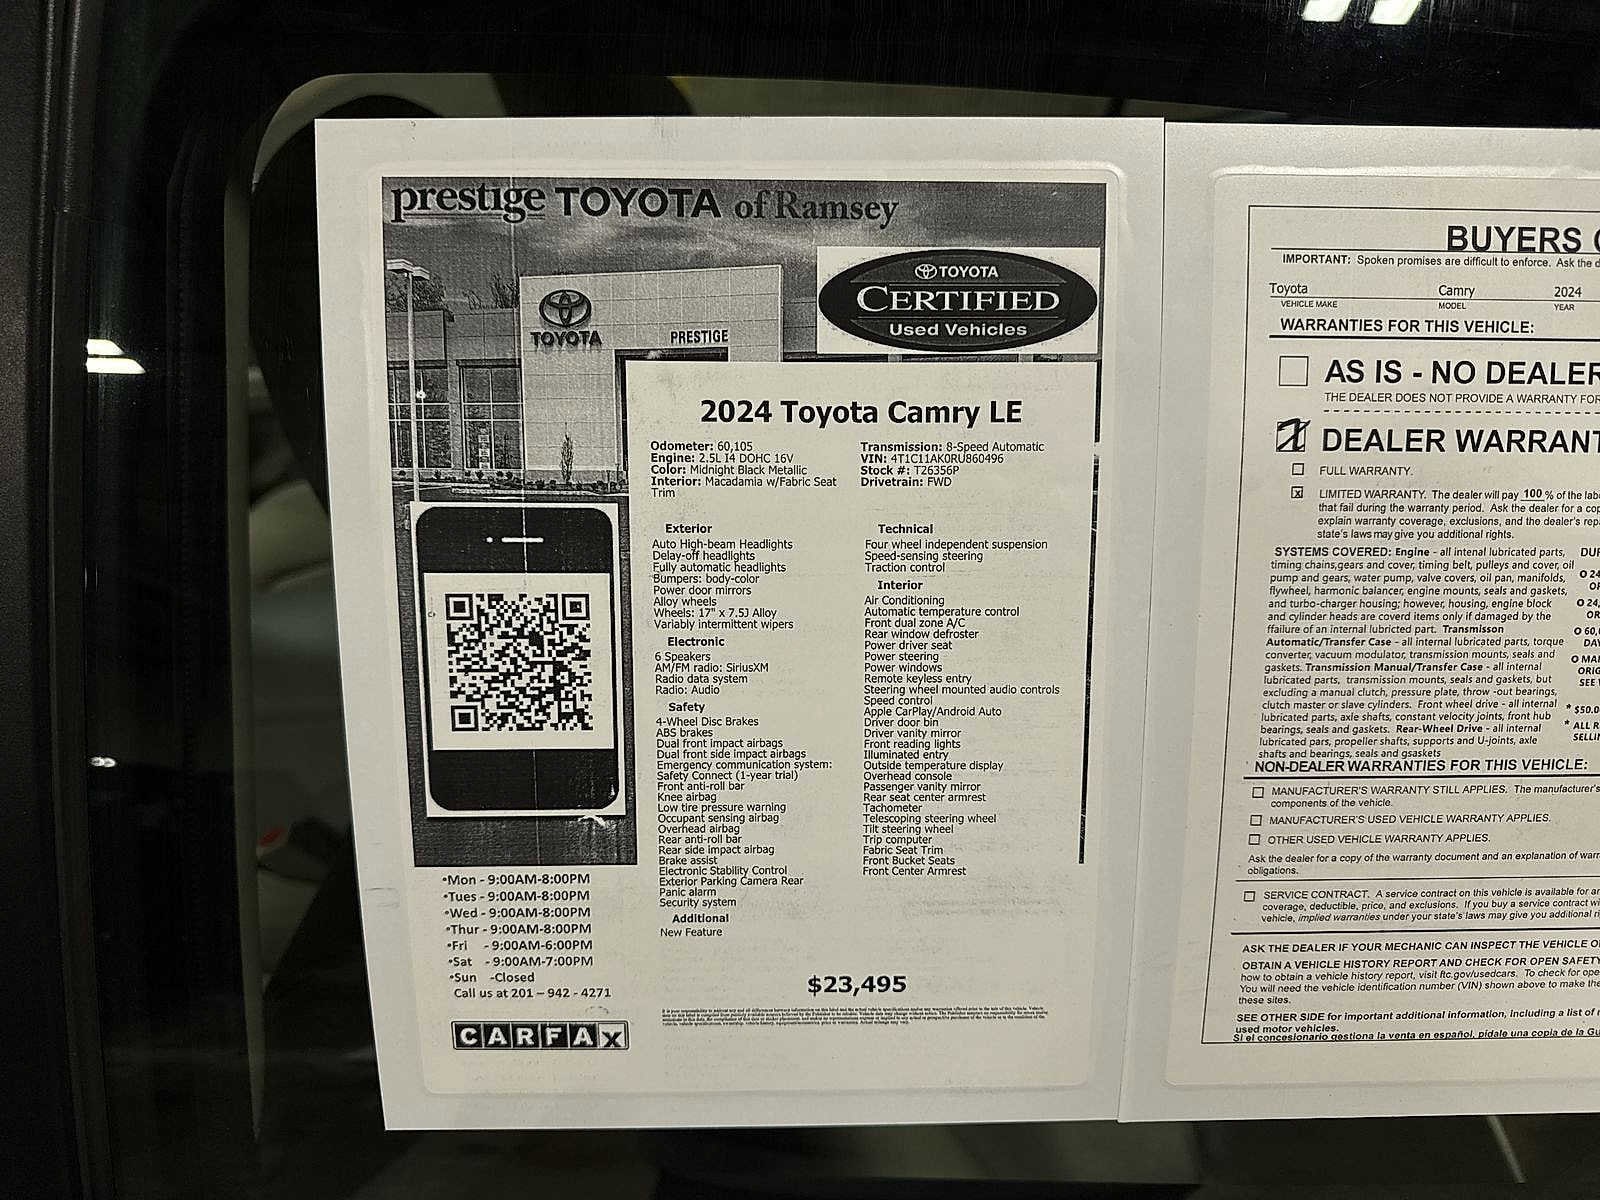 prestige TOYOTA of Ramsey
TOYOTA
CERTIFIED
Used Vehicles
TOYOTA
PRESTIGE
2024 Toyota Camry LE
Odometer: 60,105
Engine: 2.5L I4 DOHC 16V
Color: Midnight Black Metallic
Interior: Macadamia w/Fabric Seat
Trim
Transmission: 8-Speed Automatic
VIN: 4T1C11AK0RU860496
Stock #: T26356P
Drivetrain: FWD
Exterior
Auto High-beam Headlights
Delay-off headlights
Fully automatic headlights
Bumpers: body-color
Power door mirrors
Alloy wheels
Wheels: 17" x 7.5J Alloy
Variably intermittent wipers
Electronic
6 Speakers
AM/FM radio: SiriusXM
Radio data system
Radio: Audio
Safety
4-Wheel Disc Brakes
ABS brakes
Dual front impact airbags
Dual front side impact airbags
Emergency communication system:
Safety Connect (1-year trial)
Front anti-roll bar
Knee airbag
Low tire pressure warning
Occupant sensing airbag
Overhead airbag
Rear anti-roll bar
Rear side impact airbag
Brake assist
Electronic Stability Control
Exterior Parking Camera Rear
Panic alarm
Security system
Additional
New Feature
Technical
Four wheel independent suspension
Speed-sensing steering
Traction control
Interior
Air Conditioning
Automatic temperature control
Front dual zone A/C
Rear window defroster
Power driver seat
Power steering
Power windows
Remote keyless entry
Steering wheel mounted audio controls
Speed control
Apple CarPlay/Android Auto
Driver door bin
Driver vanity mirror
Front reading lights
Illuminated entry
Outside temperature display
Overhead console
Passenger vanity mirror
Rear seat center armrest
Tachometer
Telescoping steering wheel
Tilt steering wheel
Trip computer
Fabric Seat Trim
Front Bucket Seats
Front Center Armrest
•Mon - 9:00AM-8:00PM
•Tues - 9:00AM-8:00PM
•Wed - 9:00AM-8:00PM
•Thur - 9:00AM-8:00PM
•Fri - 9:00AM-6:00PM
•Sat - 9:00AM-7:00PM
•Sun -Closed
Call us at 201 – 942 - 4271
CARFAX
$23,495
BUYERS
IMPORTANT: Spoken promises are difficult to enforce. Ask the
Toyota Camry 2024
VEHICLE MAKE MODEL YEAR
WARRANTIES FOR THIS VEHICLE:
AS IS - NO DEALER
THE DEALER DOES NOT PROVIDE A WARRANTY FOR
DEALER WARRANT
FULL WARRANTY.
LIMITED WARRANTY. The dealer will pay 100 % of the
that fail during the warranty period. Ask the dealer for a
explain warranty coverage, exclusions, and the dealer's
state's laws may give you additional rights.
SYSTEMS COVERED: Engine - all intenal lubricated parts,
timing chains,gears and cover, timing belt, pulleys and cover, oil
pump and gears, water pump, valve covers, oil pan, manifolds,
flywheel, harmonic balancer, engine mounts, seals and gaskets,
and turbo-charger housing; however, housing, engine block
and cylinder heads are coverd items only if damaged by the
ffailure of an internal lubricted part. Transmisson
Automatic/Transfer Case - all internal lubricated parts, torque
converter, vacuum modulator, transmission mounts, seals and
gaskets. Transmission Manual/Transfer Case - all internal
lubricated parts, transmission mounts, seals and gaskets, but
excluding a manual clutch, pressure plate, throw -out bearings,
clutch master or slave cylinders. Front wheel drive - all internal
lubricated parts, axle shafts, constant velocity joints, front hub
bearings, seals and gaskets. Rear-Wheel Drive - all internal
lubricated pars, propeller shafts, supports and U-joints, axle
shafts and bearings, seals and gsaskets
NON-DEALER WARRANTIES FOR THIS VEHICLE:
MANUFACTURER'S WARRANTY STILL APPLIES. The manufacturer's
components of the vehicle.
MANUFACTURER'S USED VEHICLE WARRANTY APPLIES.
OTHER USED VEHICLE WARRANTY APPLIES.
Ask the dealer for a copy of the warranty document and an explanation of
obligations.
SERVICE CONTRACT. A service contract on this vehicle is available for
coverage, deductible, price, and exclusions. If you buy a service contract
vehicle, implied warranties under your state's laws may give you additional
ASK THE DEALER IF YOUR MECHANIC CAN INSPECT THE VEHICLE
OBTAIN A VEHICLE HISTORY REPORT AND CHECK FOR OPEN
how to obtain a vehicle history report, visit ftc.gov/usedcars. To check for
You will need the vehicle identification number (VIN) shown above to make the
these sites.
SEE OTHER SIDE for important additional information, including a list of
used motor vehicles.
Si el concesionario gestiona la venta en español, pídale una copia de la